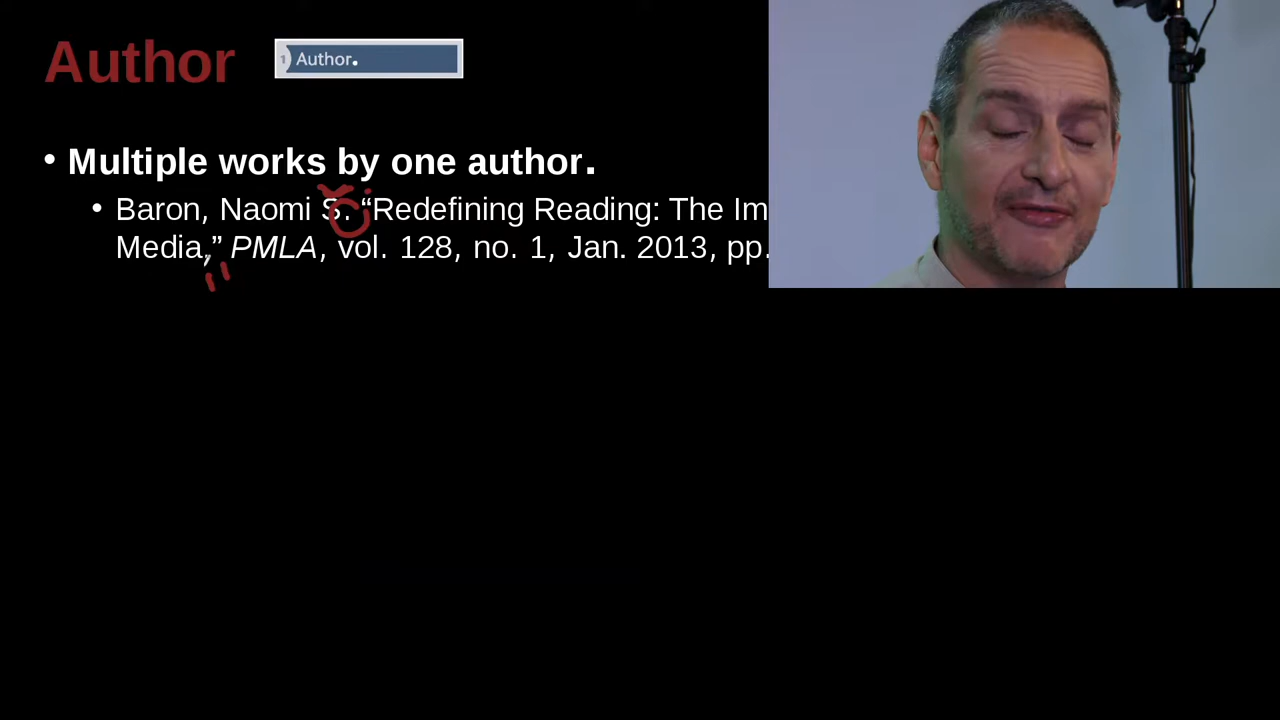 Author
1 Author.
• Multiple works by one author.
• Baron, Naomi S. “Redefining Reading: The Im
Media,” PMLA, vol. 128, no. 1, Jan. 2013, pp.